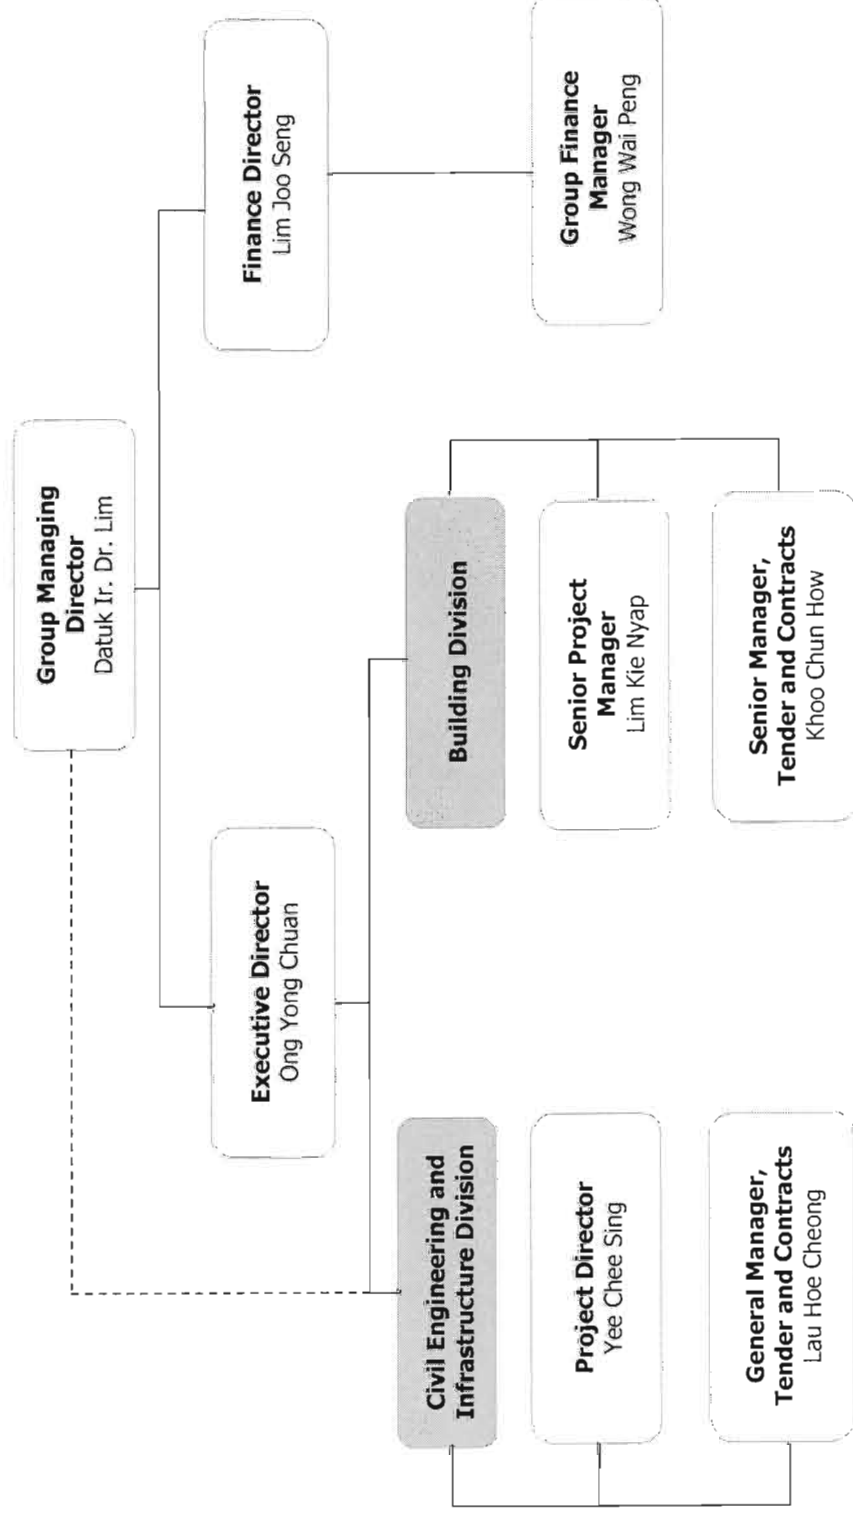 Group Managing
Director
Datuk Ir. Dr. Lim
Executive Director
Ong Yong Chuan
Finance Director
Lim Joo Seng
Civil Engineering and
Infrastructure Division
Project Director
Yee Chee Sing
General Manager,
Tender and Contracts
Lau Hoe Cheong
Building Division
Senior Project
Manager
Lim Kie Nyap
Senior Manager,
Tender and Contracts
Khoo Chun How
Group Finance
Manager
Wong Wai Peng